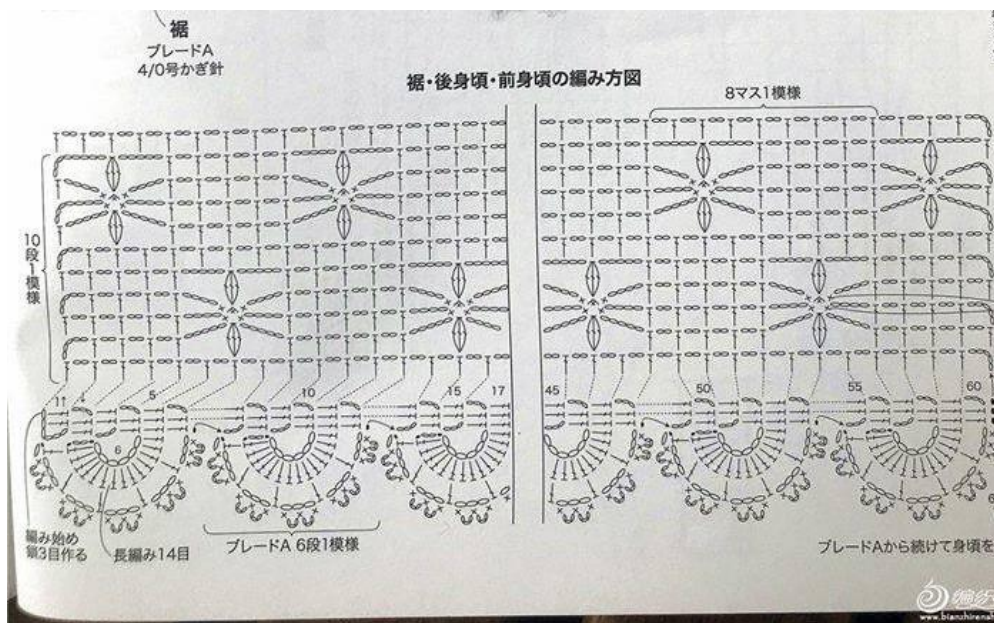 裾
ブレードA
4/0号かぎ針
裾・後身頃・前身頃の編み方図
8マス1模様
10段1模様
11
5
10
15
17
45
50
55
60
6
編み始め
鎖3目作る
長編み14目
ブレードA 6段1模様
ブレードAから続けて身頃を
6
编织